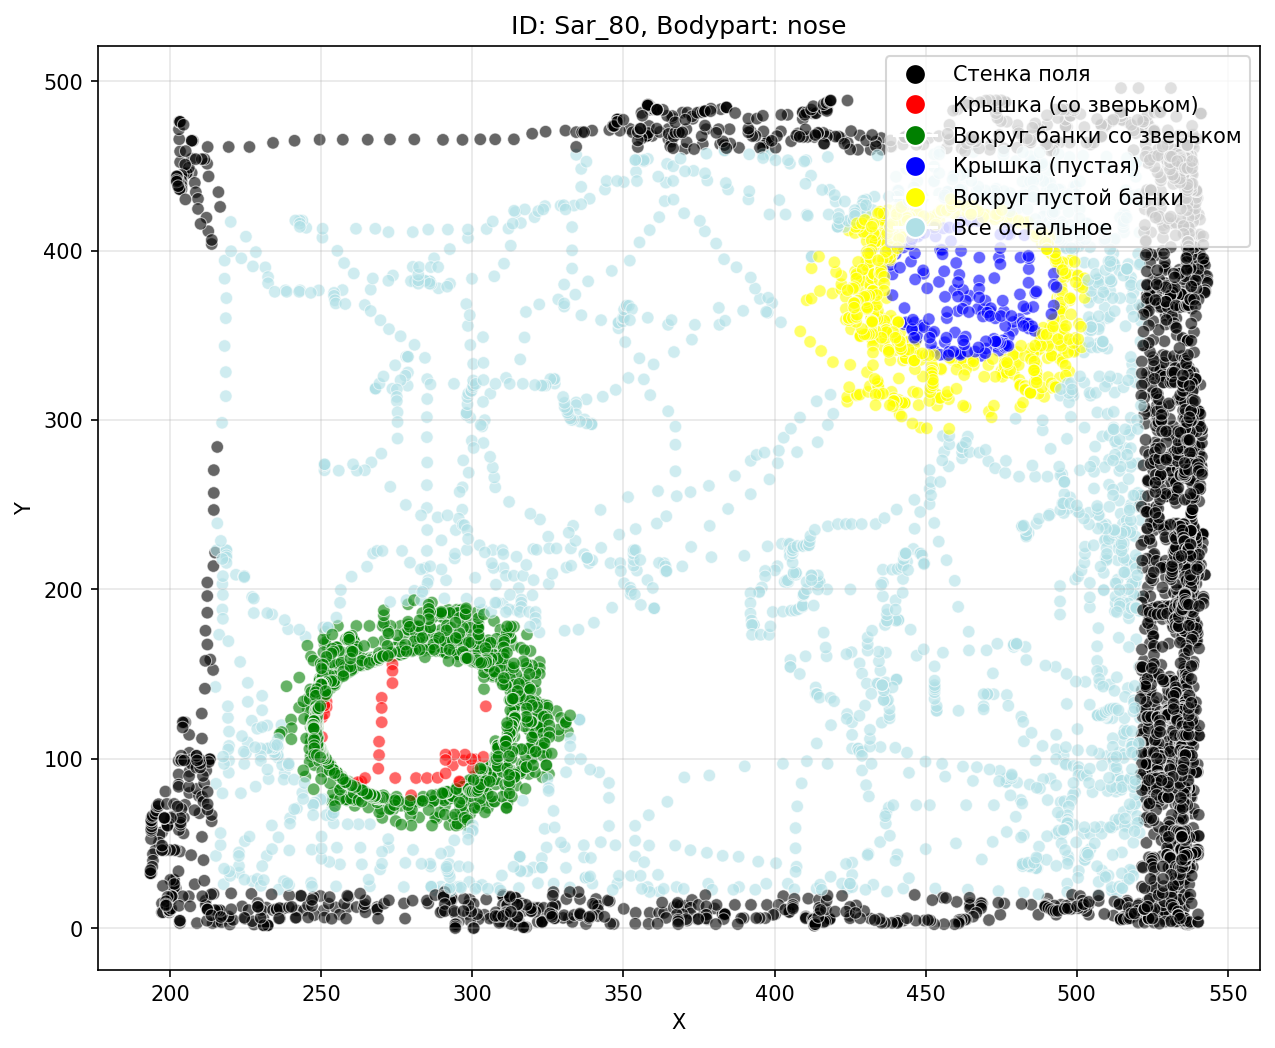 ID: Sar_80, Bodypart: nose
Стенка поля
Крышка (со зверьком)
Вокруг банки со зверьком
Крышка (пустая)
Вокруг пустой банки
Все остальное
500
400
300
200
100
0
Y
200
250
300
350
400
450
500
550
X